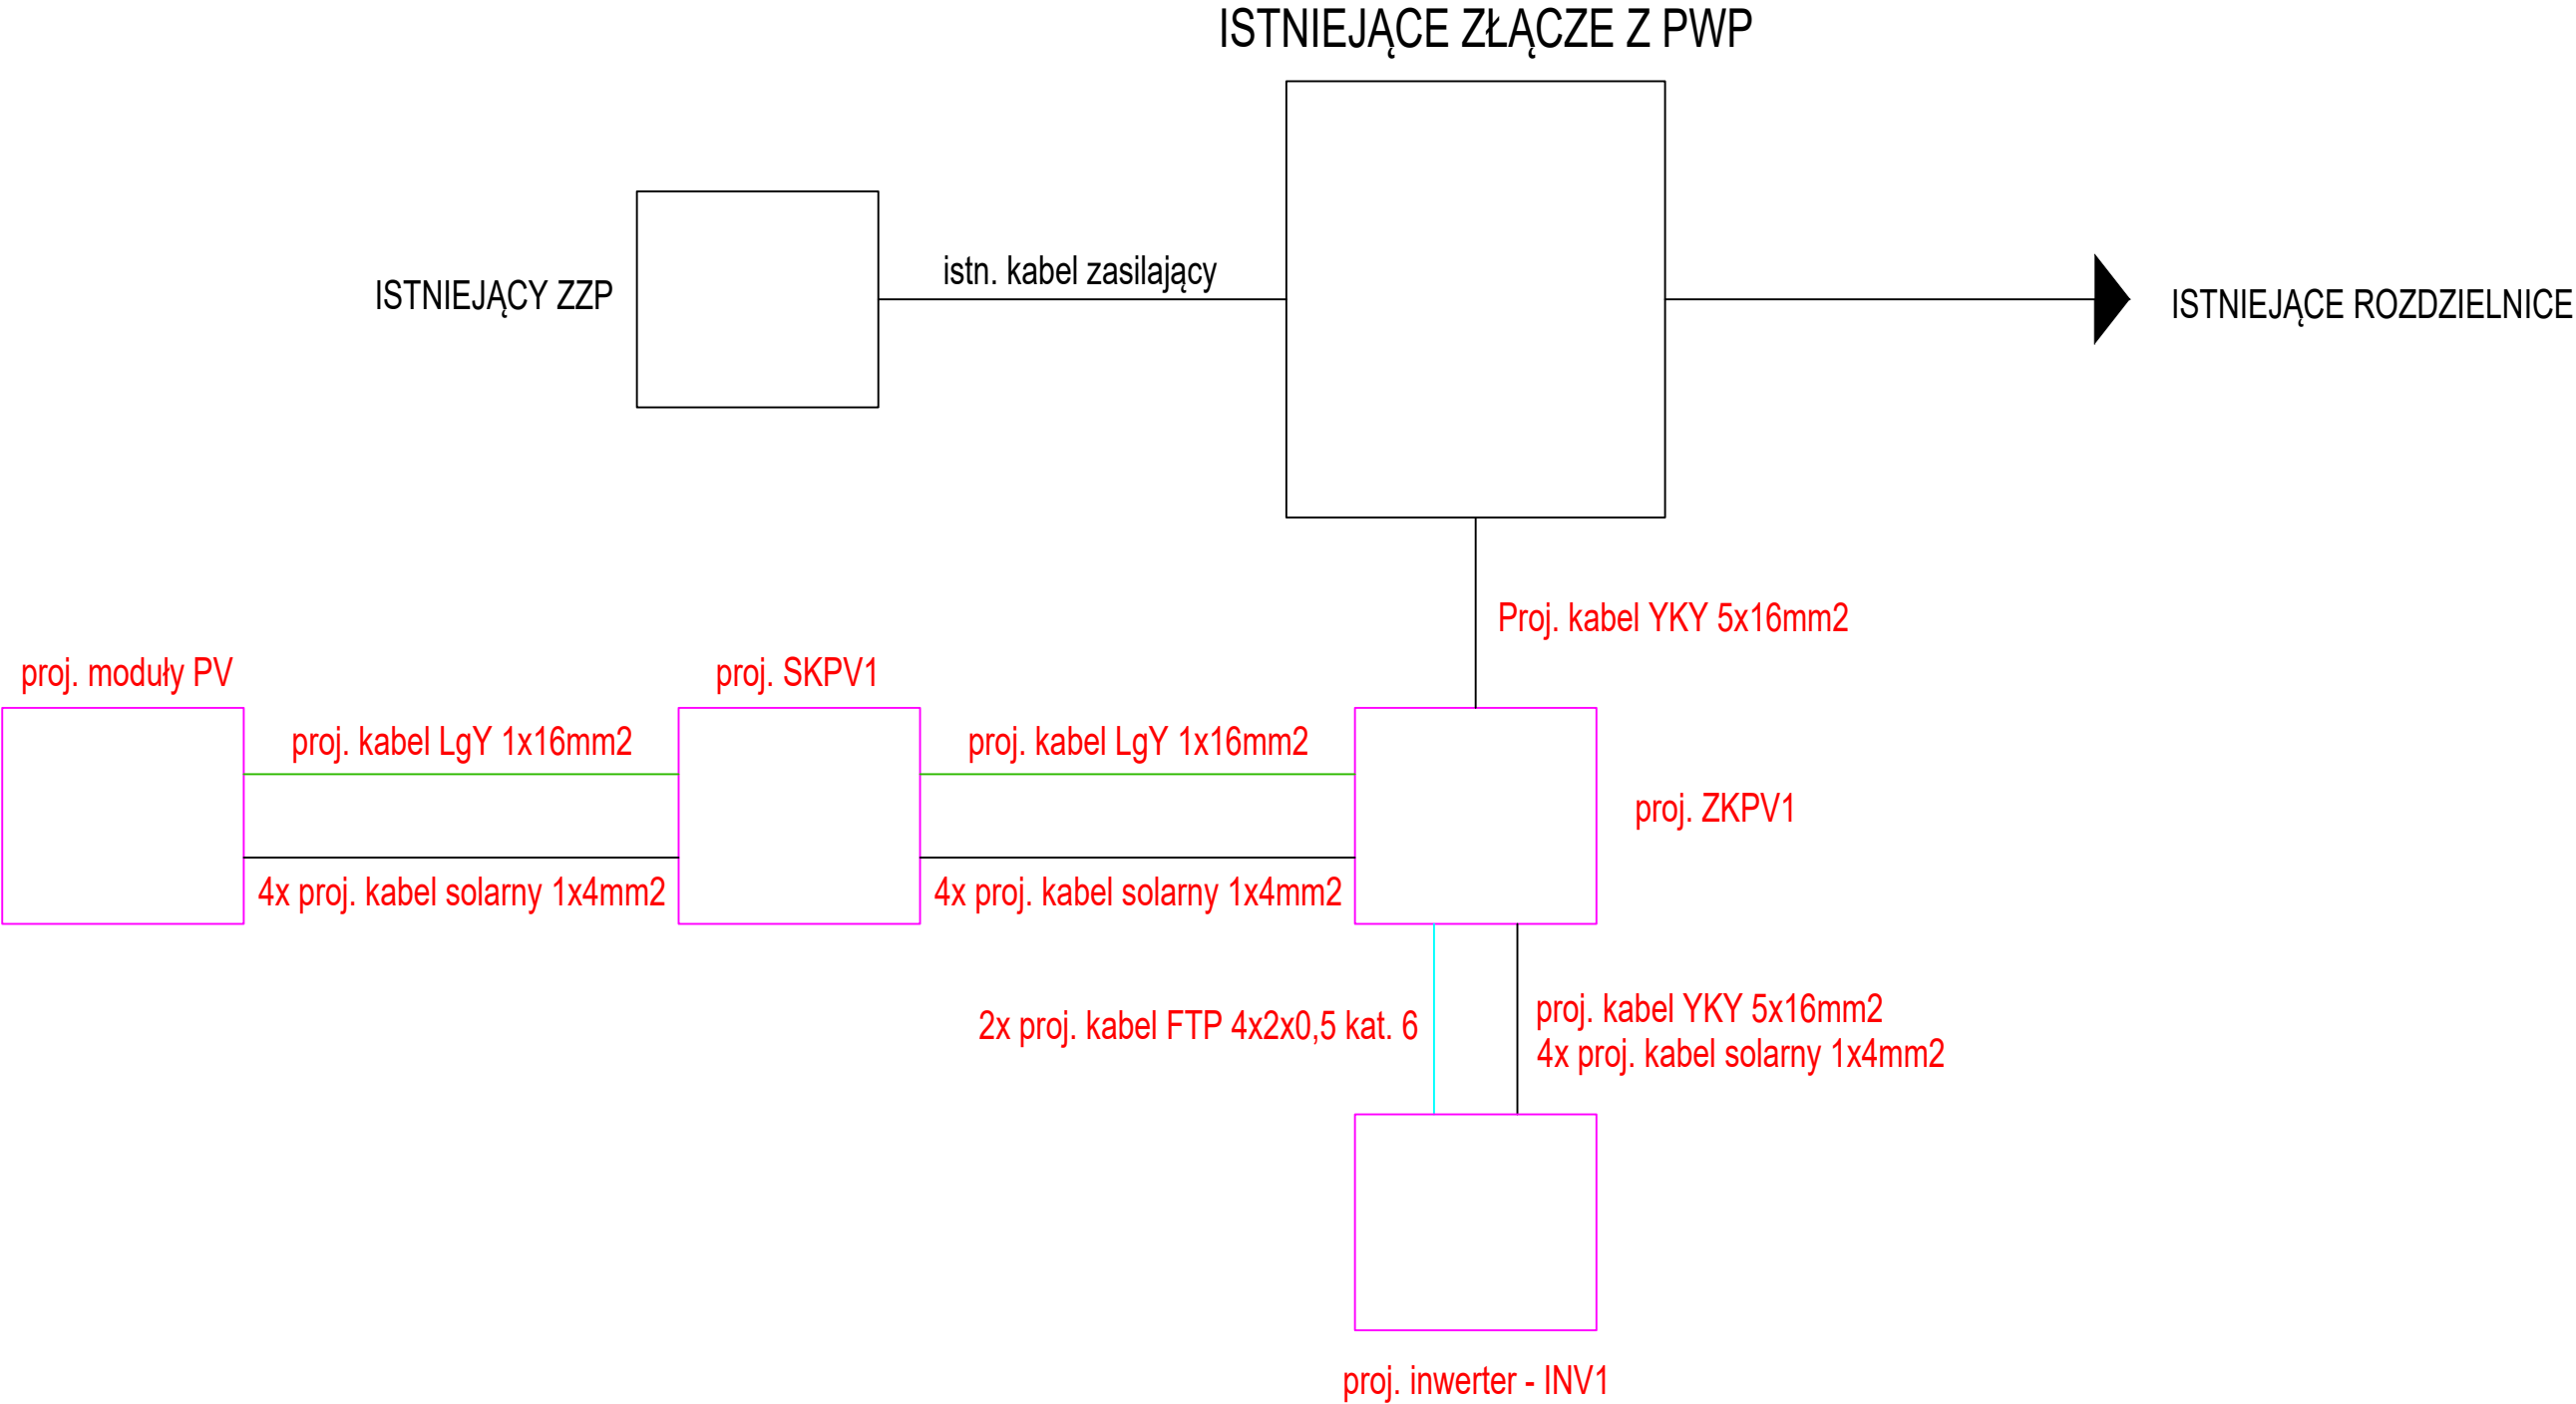 ISTNIEJĄCE ZŁĄCZE Z PWP
istn. kabel zasilający
ISTNIEJĄCY ZZP
ISTNIEJĄCE ROZDZIELNICE
Proj. kabel YKY 5x16mm2
proj. moduły PV
proj. SKPV1
proj. kabel LgY 1x16mm2
proj. kabel LgY 1x16mm2
proj. ZKPV1
4x proj. kabel solarny 1x4mm2
4x proj. kabel solarny 1x4mm2
2x proj. kabel FTP 4x2x0,5 kat. 6
proj. kabel YKY 5x16mm2
4x proj. kabel solarny 1x4mm2
proj. inwerter - INV1